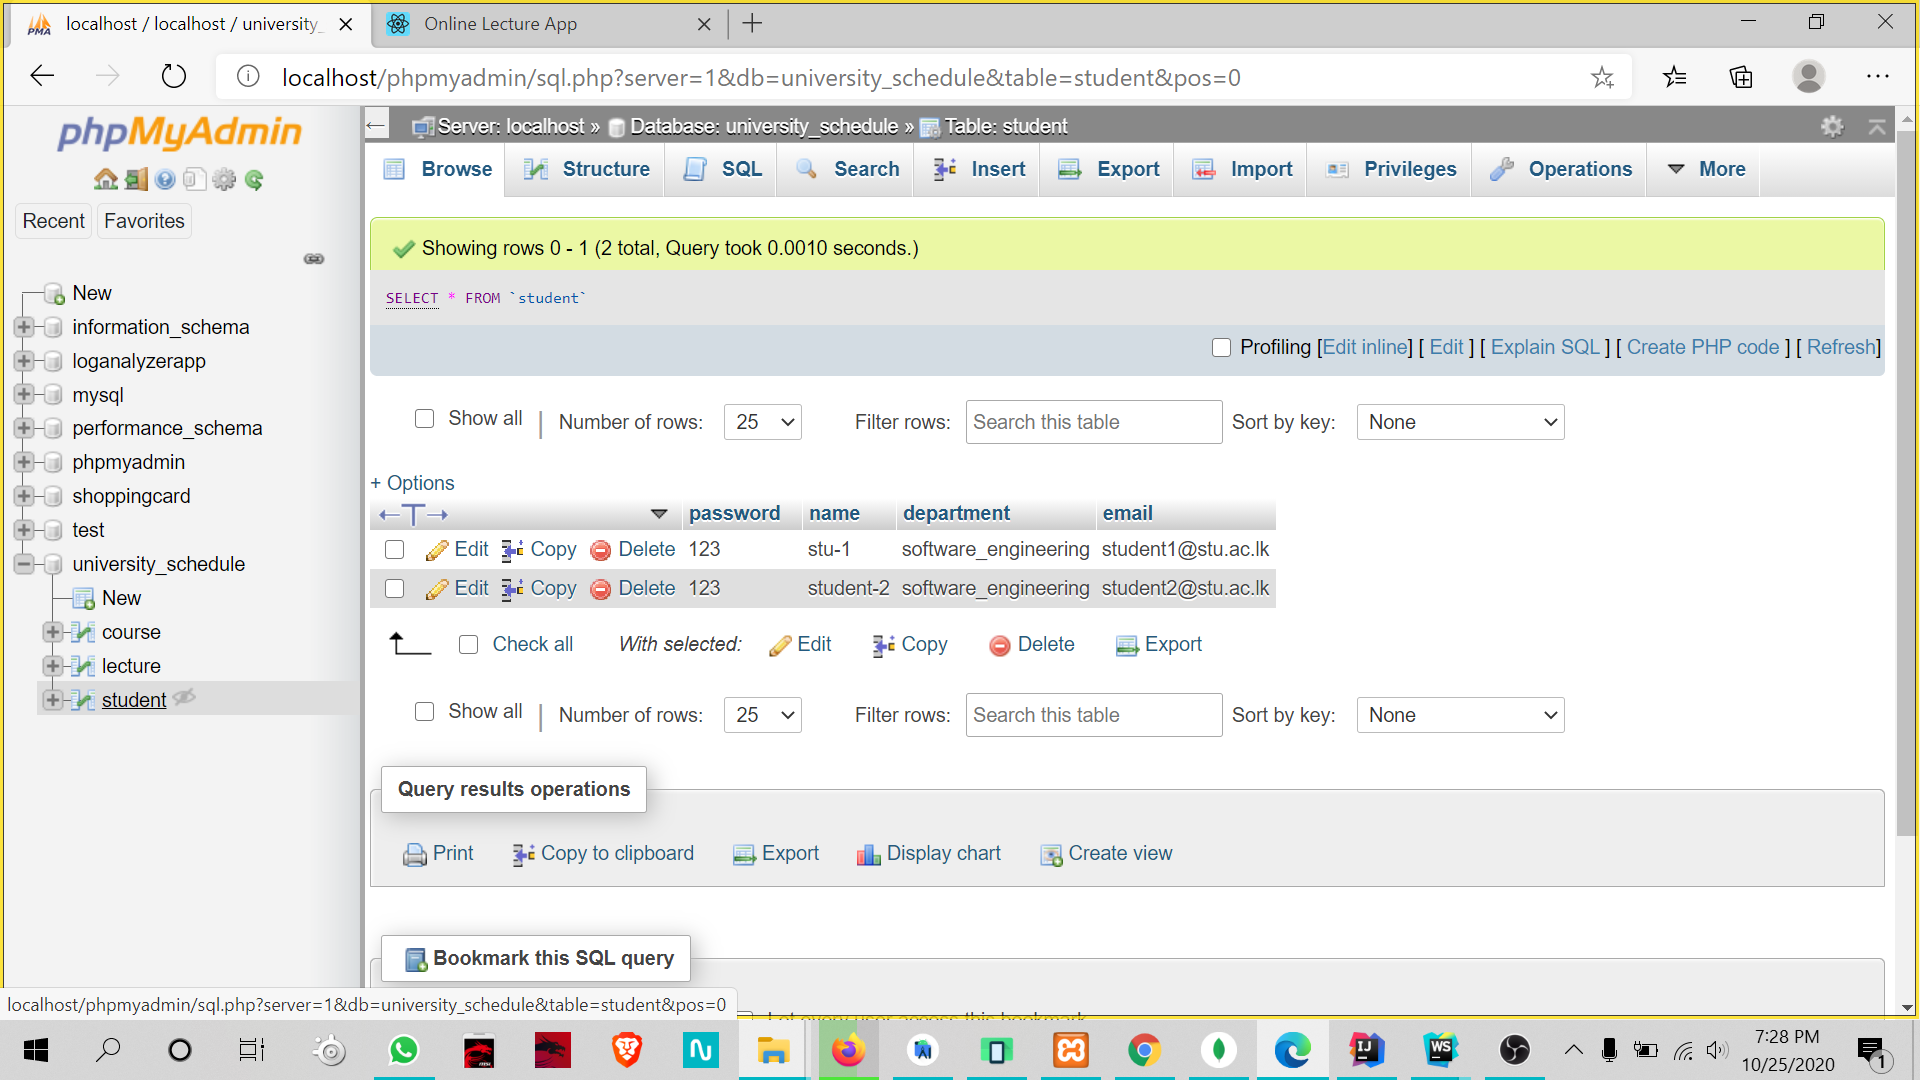 localhost / localhost / university_
Online Lecture App
localhost/phpmyadmin/sql.php?server=1&db=university_schedule&table=student&pos=0
phpMyAdmin
Recent
Favorites
New
information_schema
loganalyzerapp
mysql
performance_schema
phpmyadmin
shoppingcard
test
university_schedule
New
course
lecture
student
Server: localhost » Database: university_schedule » Table: student
Browse Structure SQL Search Insert Export Import Privileges Operations More
Showing rows 0 - 1 (2 total, Query took 0.0010 seconds.)
SELECT * FROM `student`
Profiling [Edit inline] [ Edit ] [ Explain SQL ] [ Create PHP code ] [ Refresh]
Show all | Number of rows: 25 Filter rows: Search this table Sort by key: None
+ Options
←T→ password name department email
Edit Copy Delete 123 stu-1 software_engineering student1@stu.ac.lk
Edit Copy Delete 123 student-2 software_engineering student2@stu.ac.lk
Check all With selected: Edit Copy Delete Export
Show all | Number of rows: 25 Filter rows: Search this table Sort by key: None
Query results operations
Print Copy to clipboard Export Display chart Create view
Bookmark this SQL query
Let every user access this bookmark
localhost/phpmyadmin/sql.php?server=1&db=university_schedule&table=student&pos=0
7:28 PM
10/25/2020
1